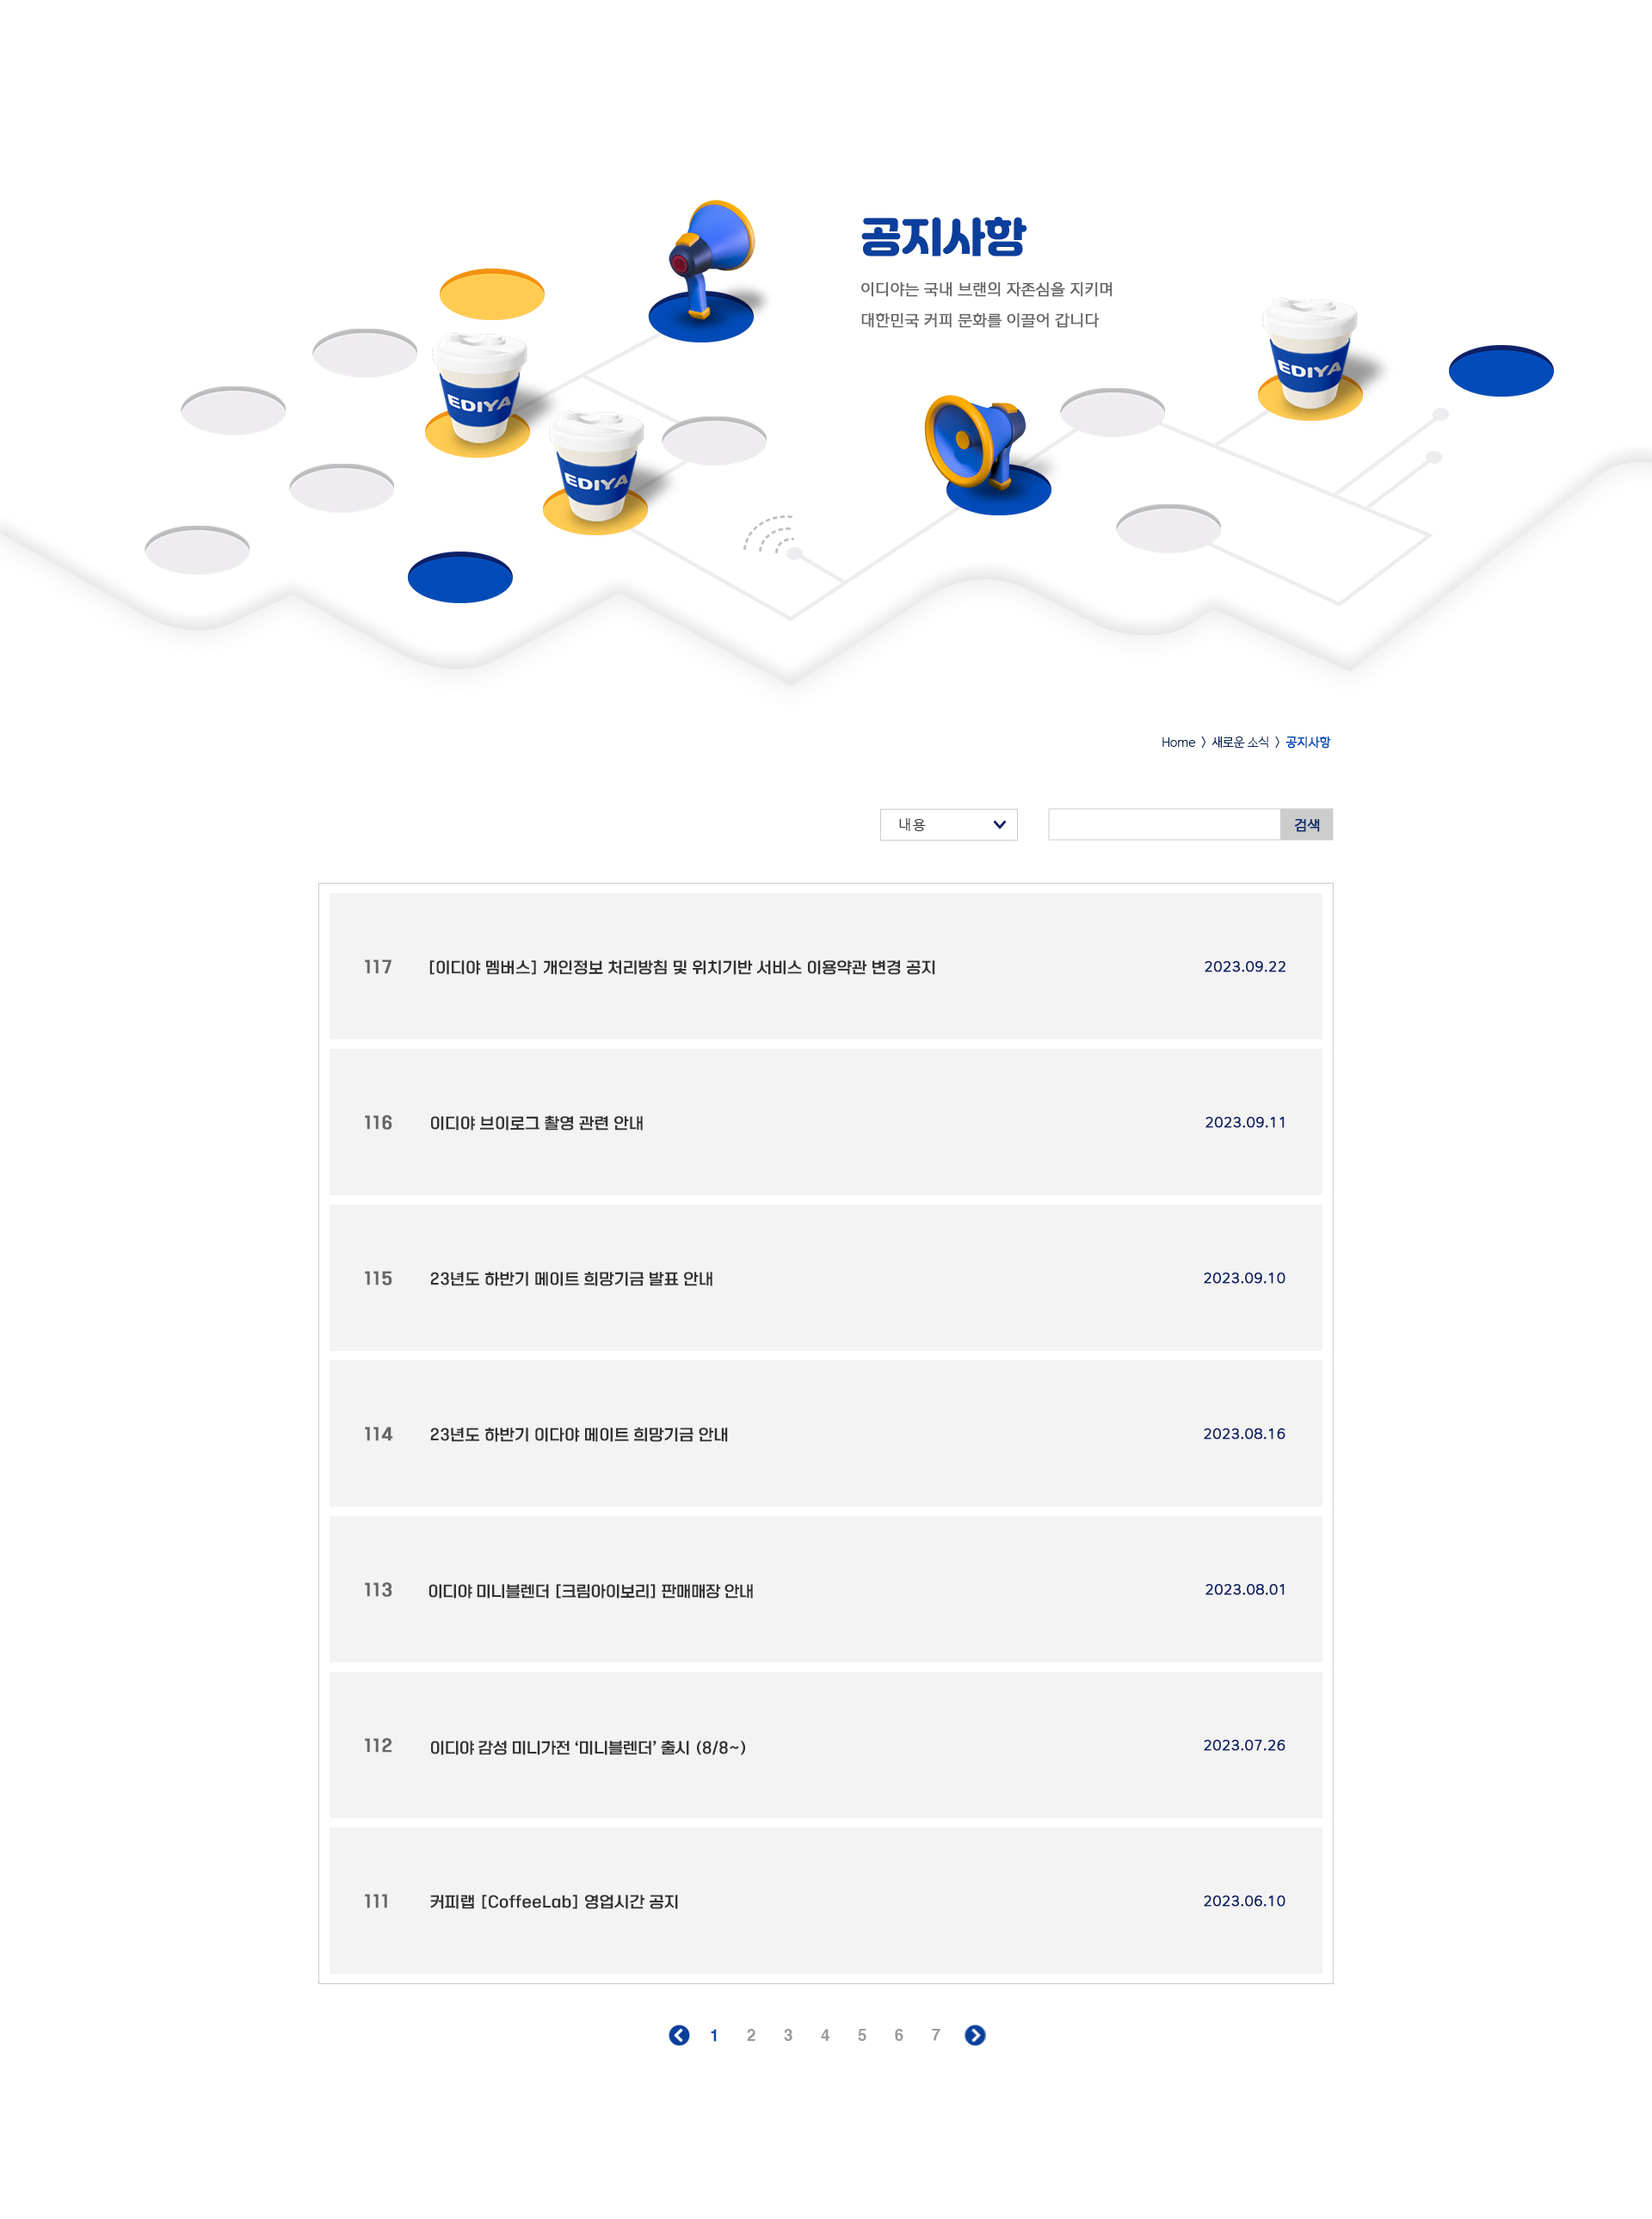 공지사항
이디야는 국내 브랜의 자존심을 지키며
대한민국 커피 문화를 이끌어 갑니다
EDIYA
EDIYA
EDIYA
Home > 새로운 소식 > 공지사항
내용
검색
117 [이디야 멤버스] 개인정보 처리방침 및 위치기반 서비스 이용약관 변경 공지 2023.09.22
116 이디야 브이로그 촬영 관련 안내 2023.09.11
115 23년도 하반기 메이트 희망기금 발표 안내 2023.09.10
114 23년도 하반기 이다야 메이트 희망기금 안내 2023.08.16
113 이디야 미니블렌더 [크림아이보리] 판매매장 안내 2023.08.01
112 이디야 감성 미니가전 ‘미니블렌더’ 출시 (8/8~) 2023.07.26
111 커피랩 [CoffeeLab] 영업시간 공지 2023.06.10
1 2 3 4 5 6 7